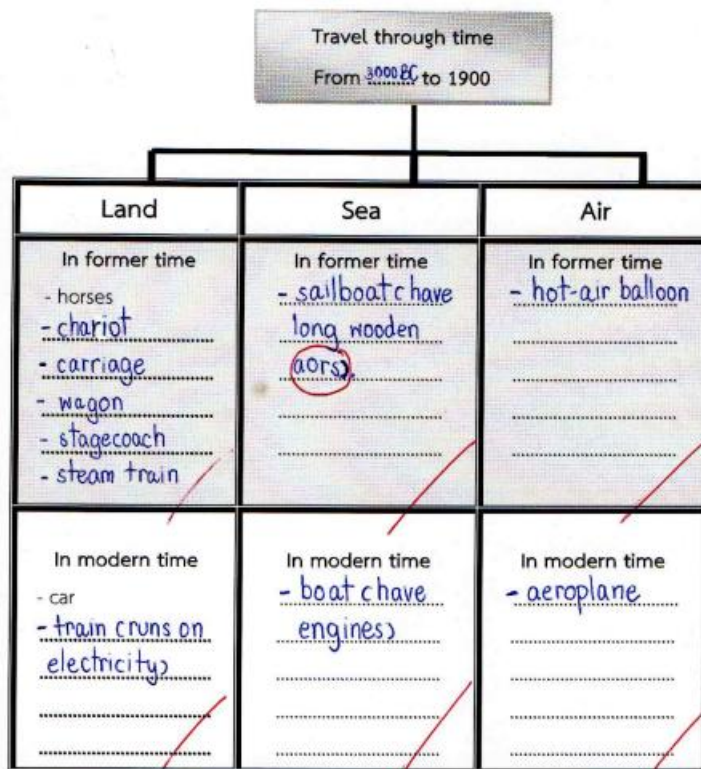 Travel through time
From 3000 BC to 1900
Land
Sea
Air
In former time
- horses
- chariot
- carriage
- wagon
- stagecoach
- steam train
In former time
- sailboat (have
long wooden
aors)
In former time
- hot-air balloon
In modern time
- car
- train (runs on
electricity)
In modern time
- boat (have
engines)
In modern time
- aeroplane